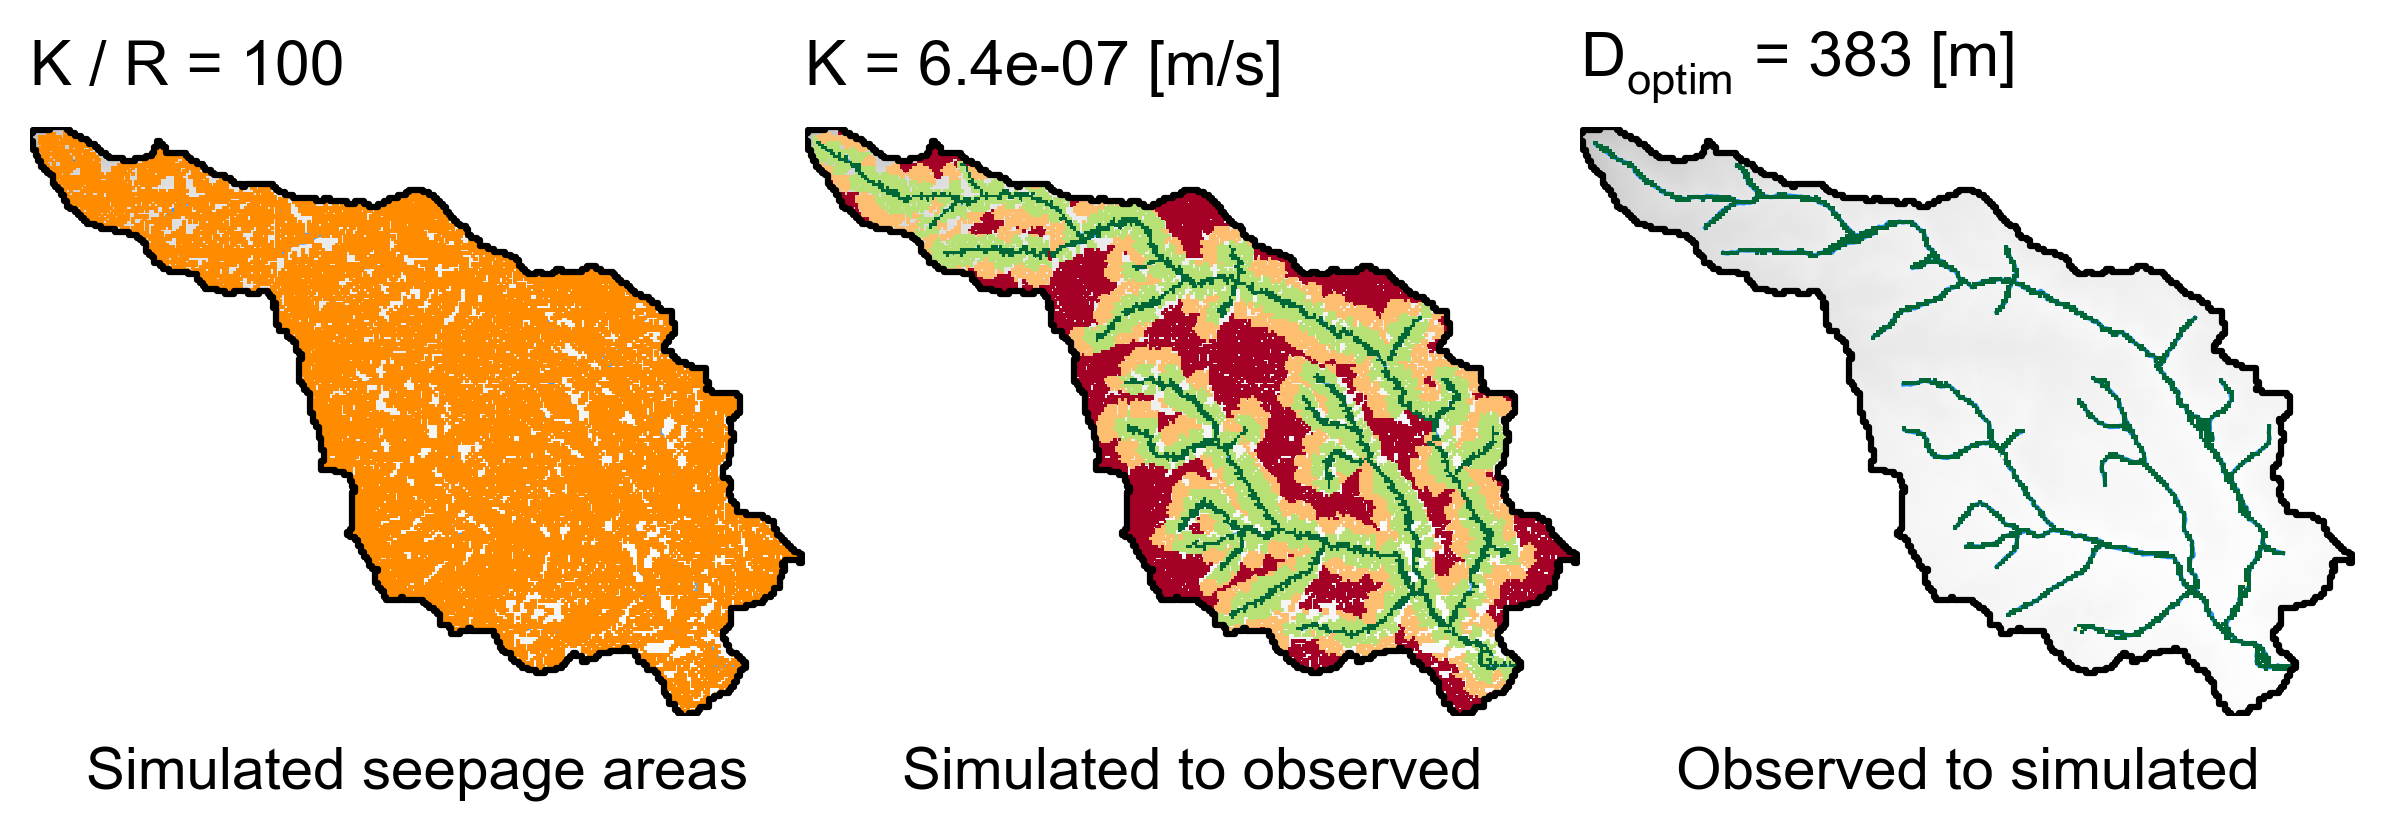 K / R = 100
K = 6.4e-07 [m/s]
D_optim = 383 [m]
Simulated seepage areas
Simulated to observed
Observed to simulated